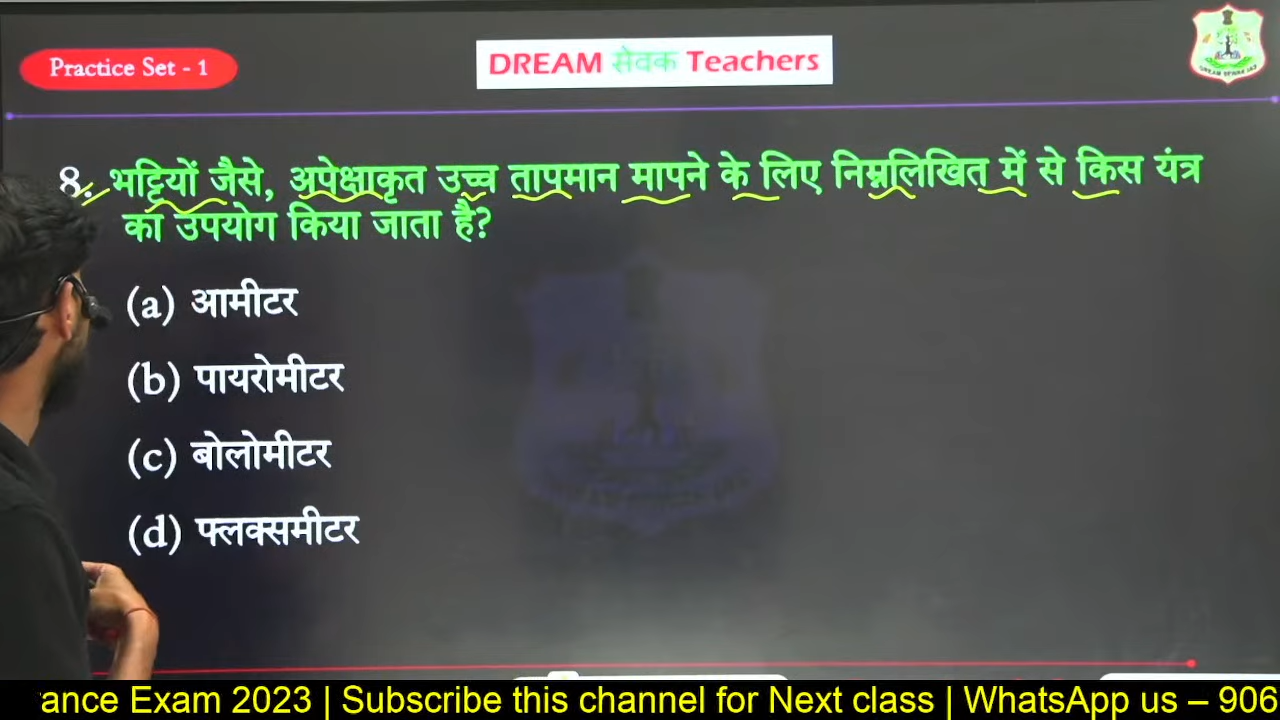 Practice Set - 1
DREAM सेवक Teachers
8. भट्टियों जैसे, अपेक्षाकृत उच्च तापमान मापने के लिए निम्नलिखित में से किस यंत्र
का उपयोग किया जाता है?
(a) आमीटर
(b) पायरोमीटर
(c) बोलोमीटर
(d) फ्लक्समीटर
ance Exam 2023 | Subscribe this channel for Next class | WhatsApp us – 906